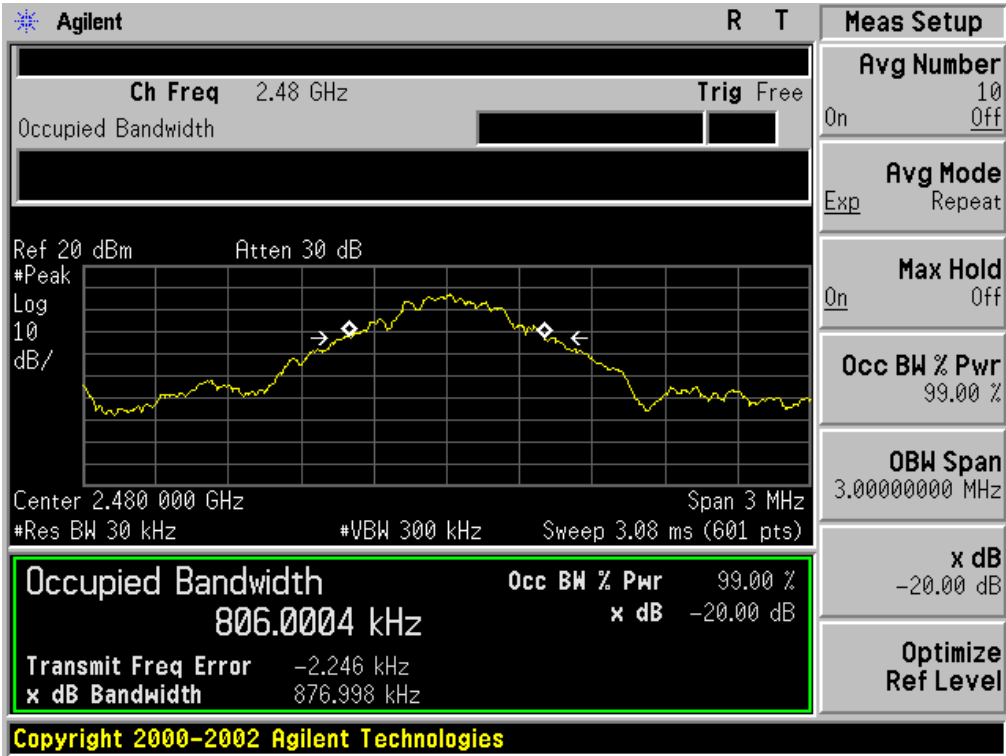 Agilent R T
Ch Freq 2.48 GHz Trig Free
Occupied Bandwidth
Ref 20 dBm Atten 30 dB
#Peak
Log
10
dB/
Center 2.480 000 GHz Span 3 MHz
#Res BW 30 kHz #VBW 300 kHz Sweep 3.08 ms (601 pts)
Occupied Bandwidth Occ BW % Pwr 99.00 %
806.0004 kHz x dB -20.00 dB
Transmit Freq Error -2.246 kHz
x dB Bandwidth 876.998 kHz
Copyright 2000-2002 Agilent Technologies
Meas Setup
Avg Number
10
On Off
Avg Mode
Exp Repeat
Max Hold
On Off
Occ BW % Pwr
99.00 %
OBW Span
3.00000000 MHz
x dB
-20.00 dB
Optimize
Ref Level